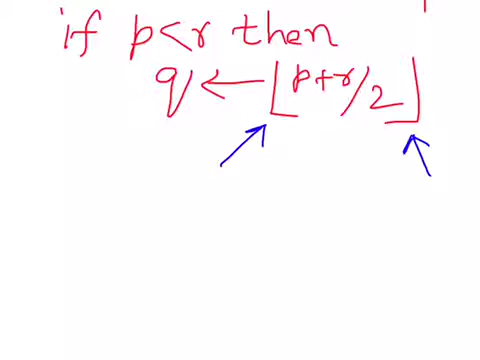 if p<r then
q ← ⌊p+r/2⌋